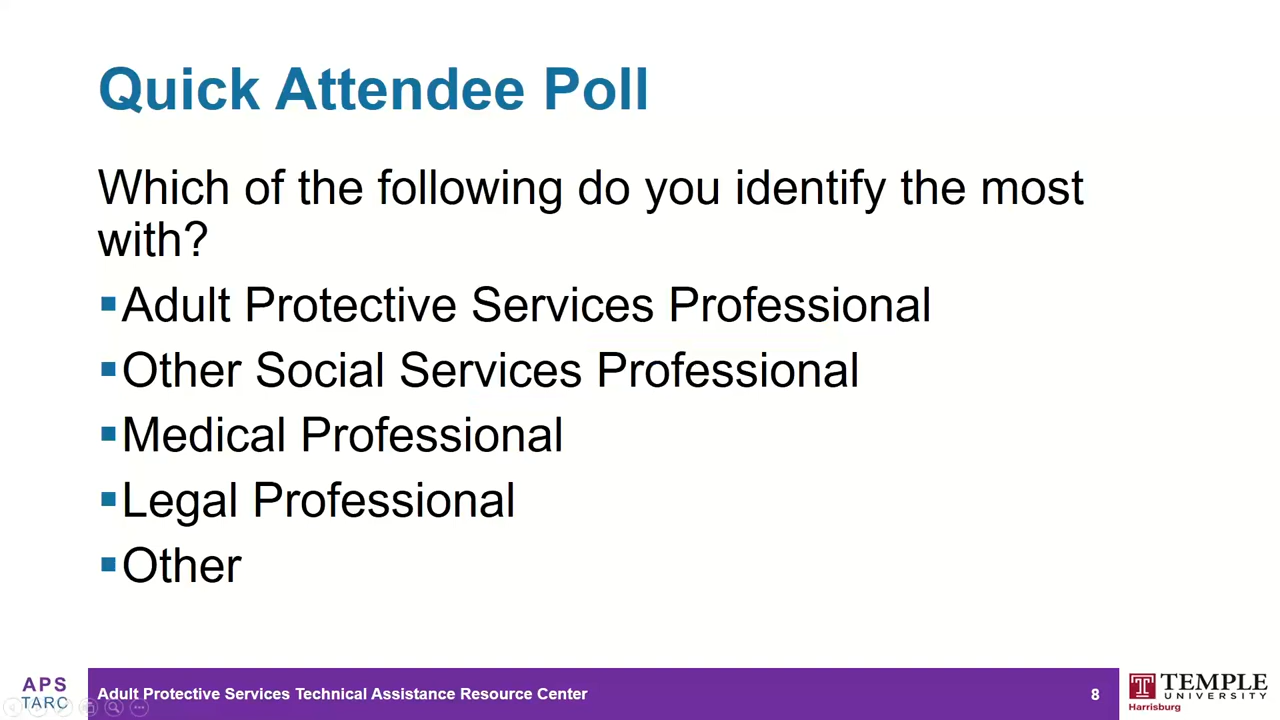 Quick Attendee Poll
Which of the following do you identify the most
with?
▪Adult Protective Services Professional
▪Other Social Services Professional
▪Medical Professional
▪Legal Professional
▪Other
APS
TARC
Adult Protective Services Technical Assistance Resource Center
8
TEMPLE
UNIVERSITY
Harrisburg